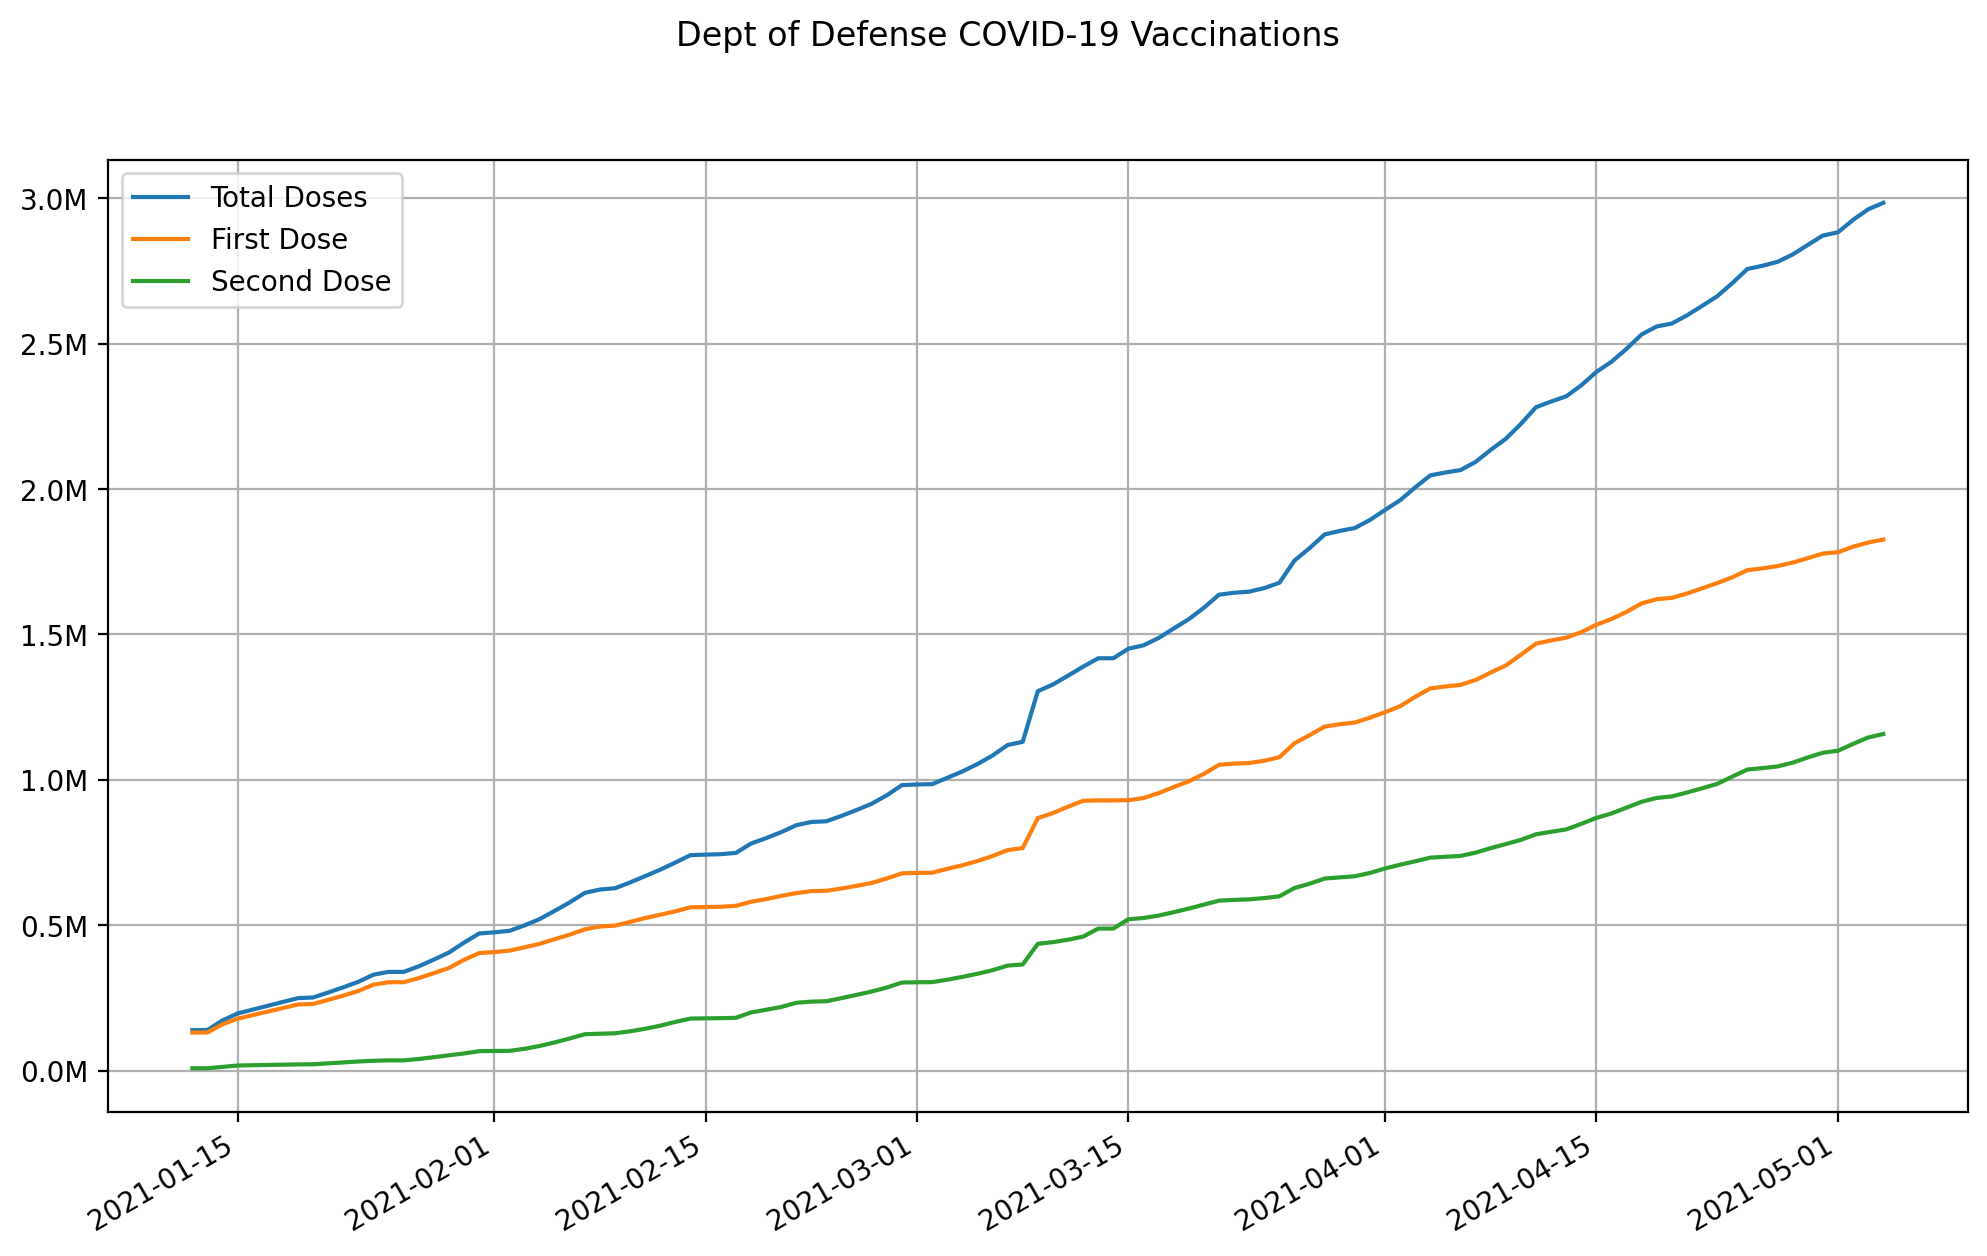 Dept of Defense COVID-19 Vaccinations
Total Doses
First Dose
Second Dose
3.0M
2.5M
2.0M
1.5M
1.0M
0.5M
0.0M
2021-01-15
2021-02-01
2021-02-15
2021-03-01
2021-03-15
2021-04-01
2021-04-15
2021-05-01